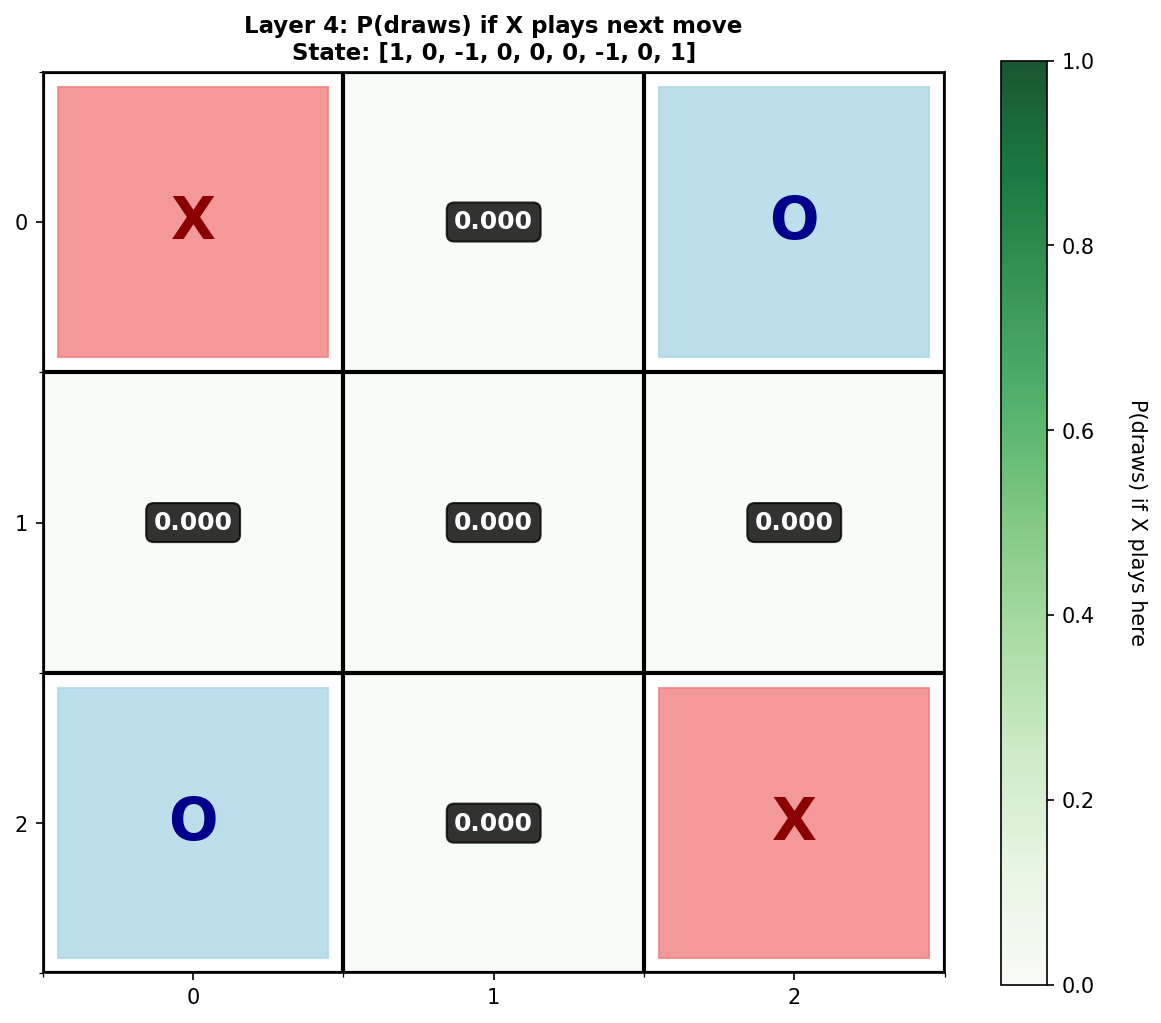 Layer 4: P(draws) if X plays next move
State: [1, 0, -1, 0, 0, 0, -1, 0, 1]
X
0.000
O
0.000
0.000
0.000
O
0.000
X
0
1
2
0
1
2
1.0
0.8
0.6
0.4
0.2
0.0
P(draws) if X plays here